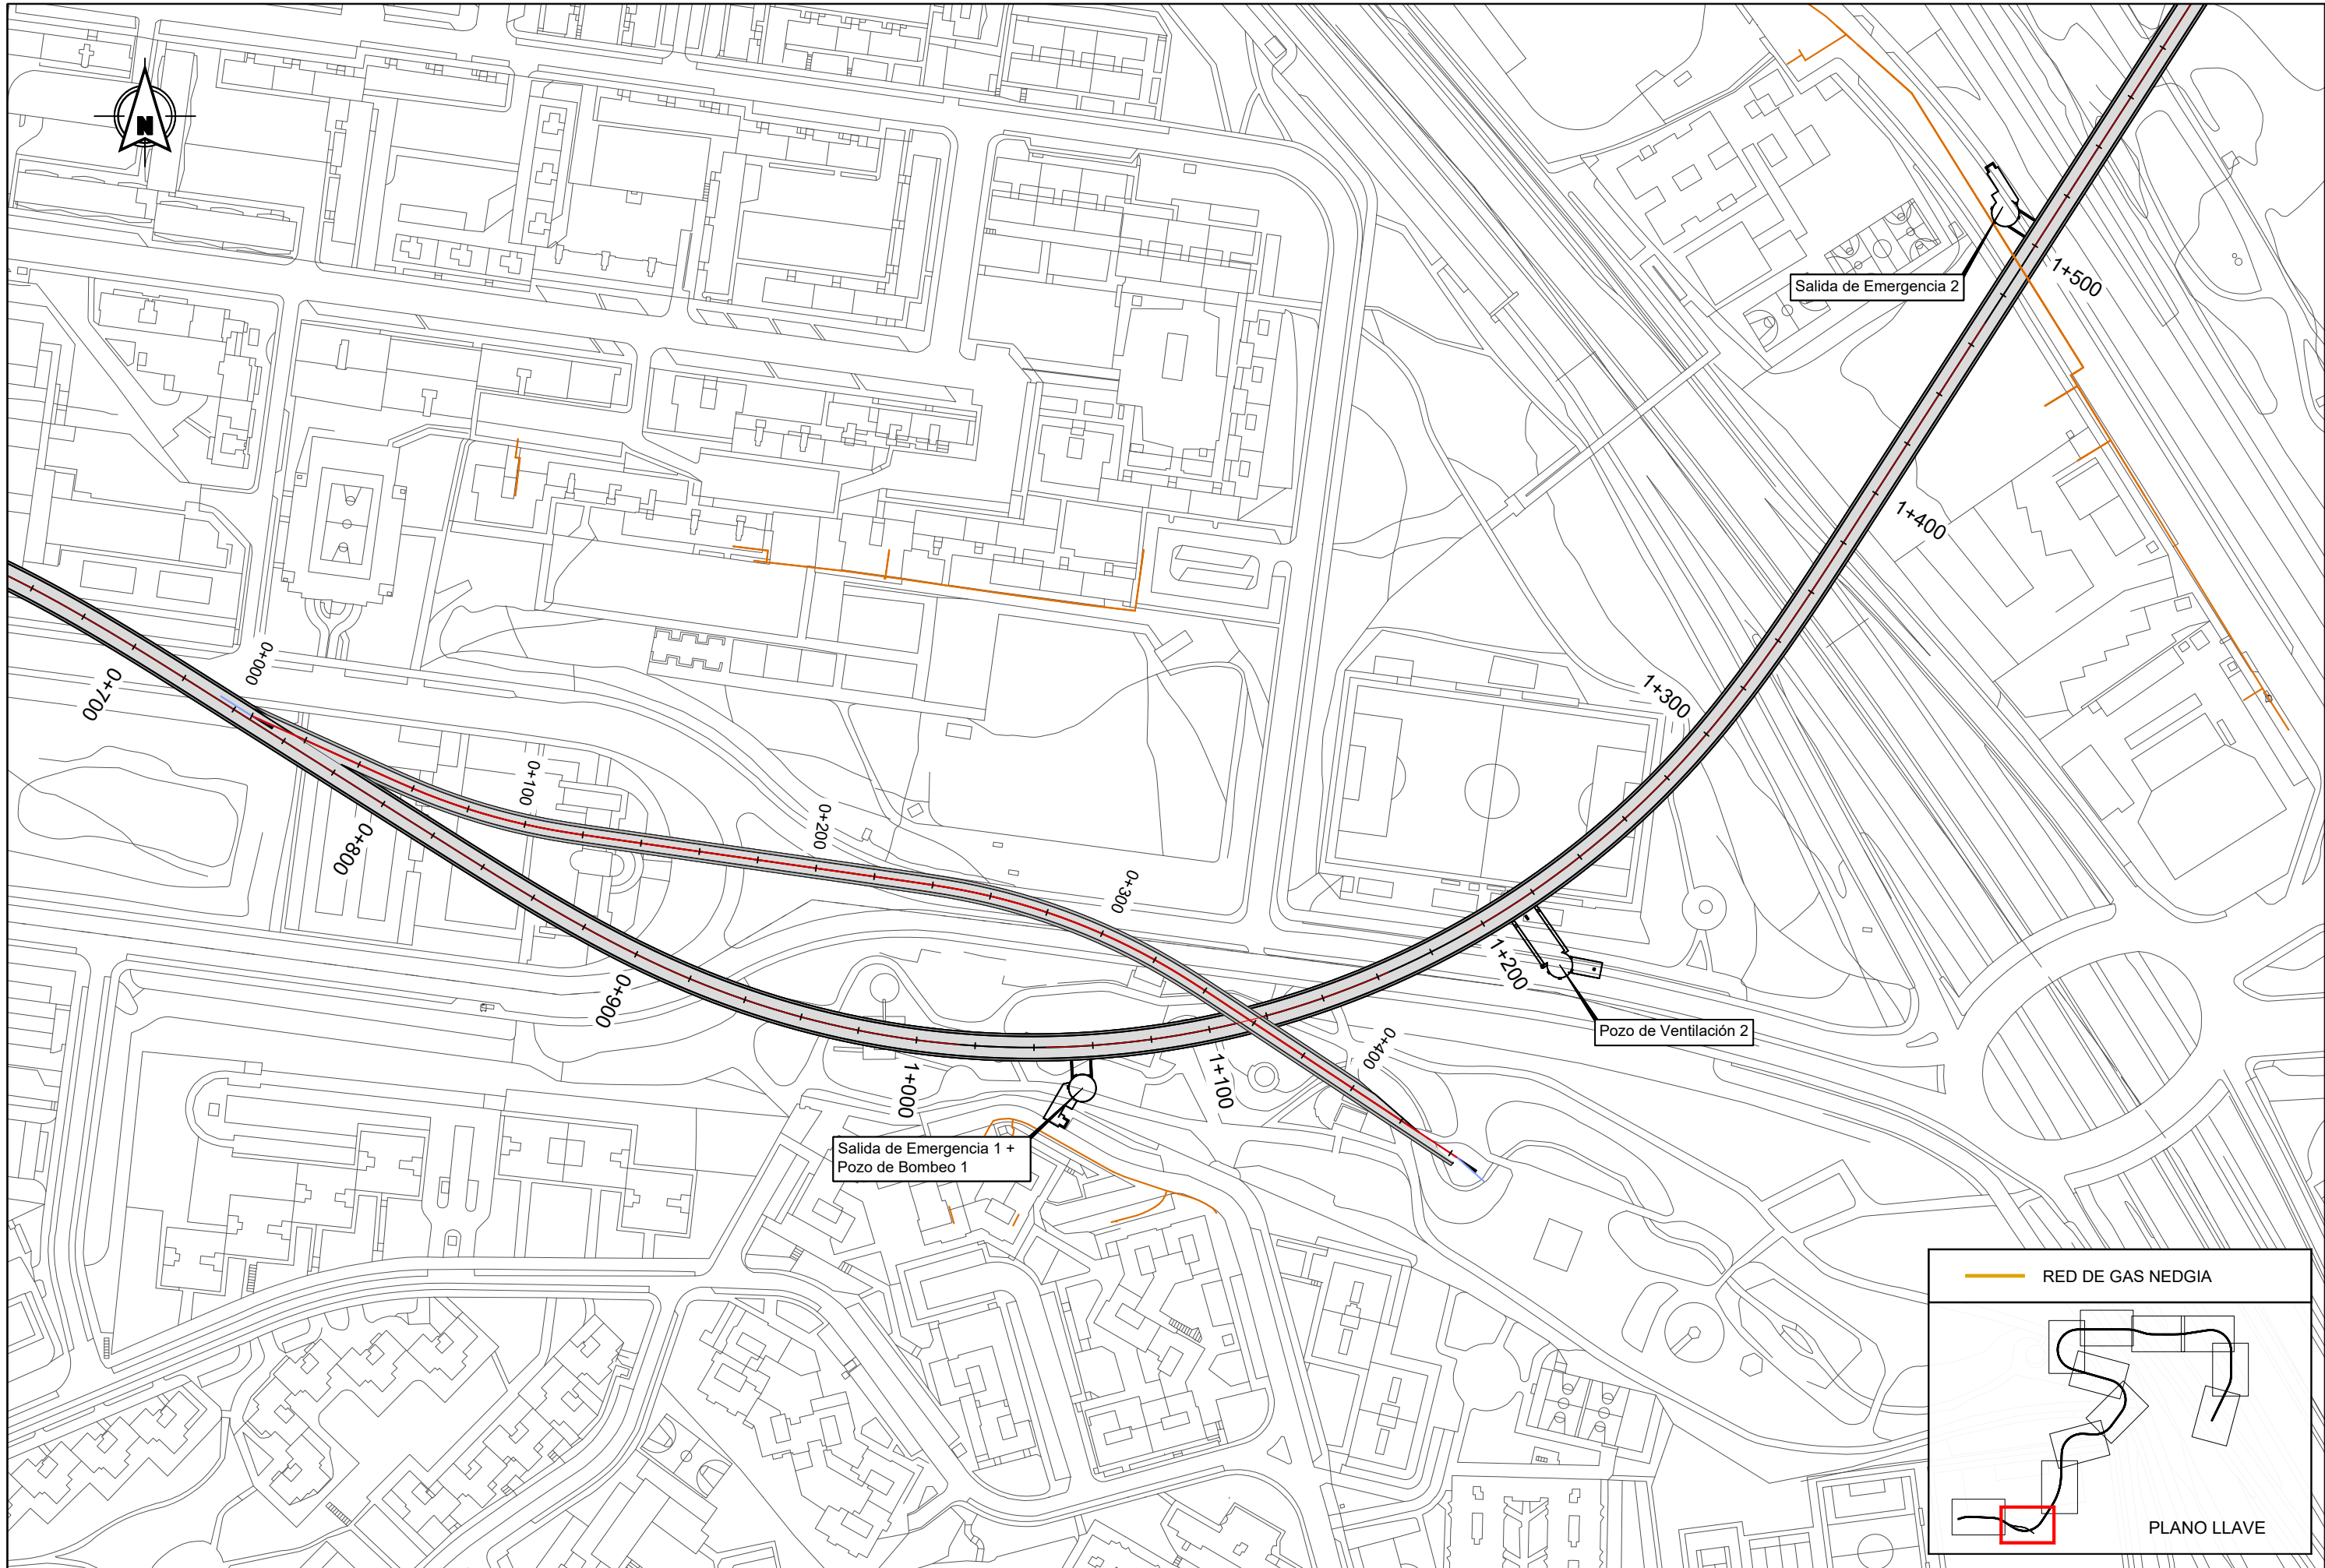 N
Salida de Emergencia 2
1+500
1+400
0+000
0+700
1+300
0+100
0+200
0+800
0+300
0+900
1+200
Pozo de Ventilación 2
0+400
1+000
1+100
Salida de Emergencia 1 +
Pozo de Bombeo 1
RED DE GAS NEDGIA
PLANO LLAVE